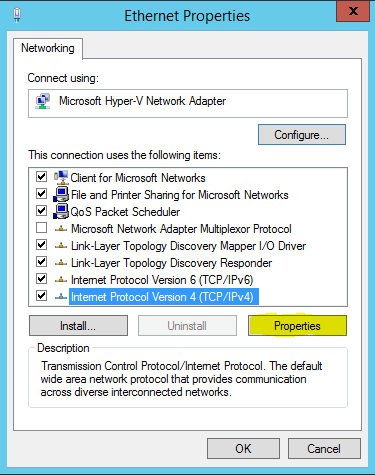 Ethernet Properties
Networking
Connect using:
Microsoft Hyper-V Network Adapter
Configure...
This connection uses the following items:
Client for Microsoft Networks
File and Printer Sharing for Microsoft Networks
QoS Packet Scheduler
Microsoft Network Adapter Multiplexor Protocol
Link-Layer Topology Discovery Mapper I/O Driver
Link-Layer Topology Discovery Responder
Internet Protocol Version 6 (TCP/IPv6)
Internet Protocol Version 4 (TCP/IPv4)
Install... Uninstall Properties
Description
Transmission Control Protocol/Internet Protocol. The default
wide area network protocol that provides communication
across diverse interconnected networks.
OK Cancel